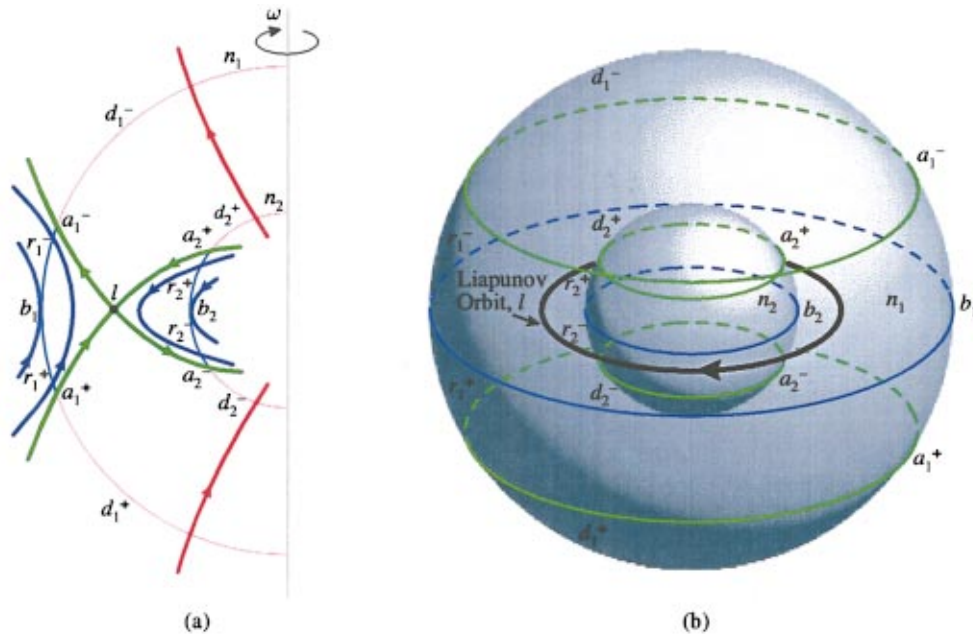 ω
n₁
d₁⁻
n₂
d₂⁺
a₁⁻
a₂⁺
r₁⁻
r₂⁺
l
b₁
b₂
r₂⁻
r₁⁺
a₁⁺
a₂⁻
d₂⁻
d₁⁺
(a)
d₁⁻
a₁⁻
d₂⁺
a₂⁺
r₁⁻
Liapunov
Orbit, l
r₂⁺
n₂
b₂
n₁
b₁
r₂⁻
a₂⁻
d₂⁻
a₁⁺
d₁⁺
(b)